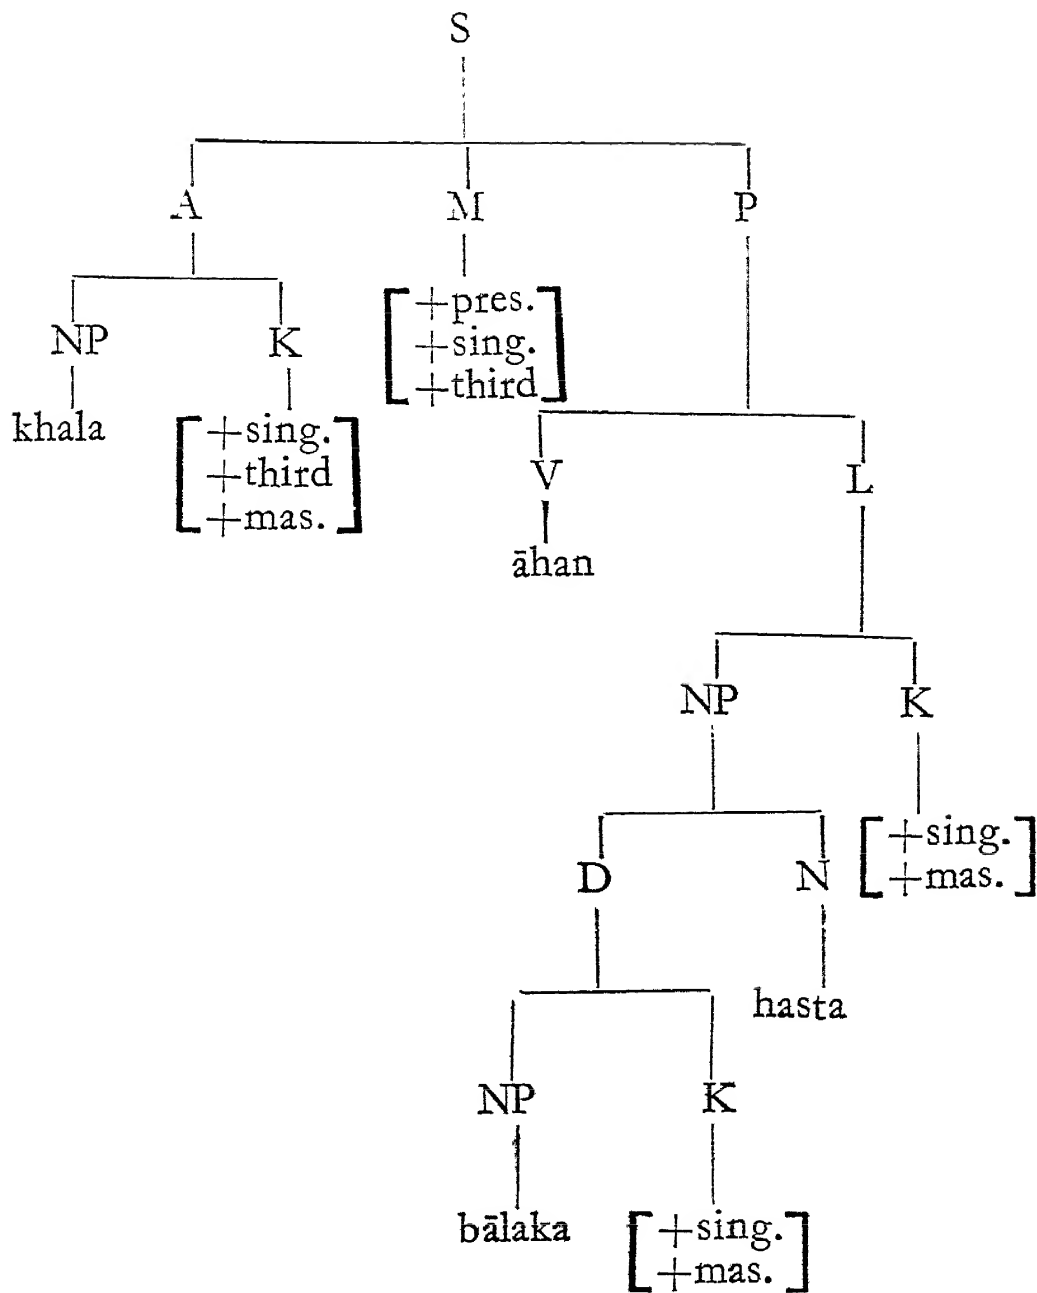 S
A M P
NP K
[+pres.
+sing.
+third]
khala
[+sing.
+third
+mas.]
V L
āhan
NP K
[+sing.
+mas.]
D N
hasta
NP K
bālaka
[+sing.
+mas.]